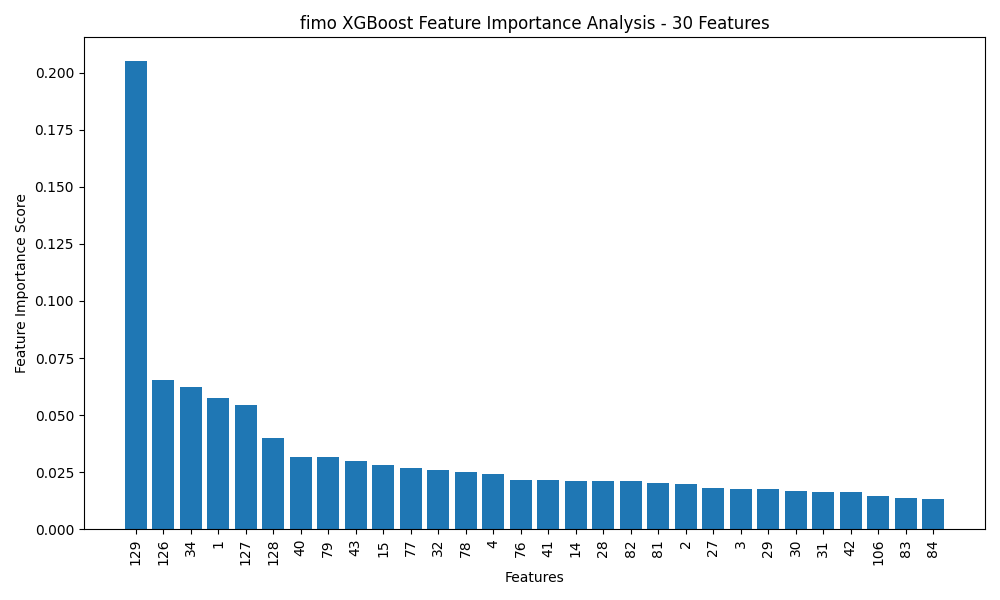 fimo XGBoost Feature Importance Analysis - 30 Features
Feature Importance Score
0.200
0.175
0.150
0.125
0.100
0.075
0.050
0.025
0.000
129 126 34 1 127 128 40 79 43 15 77 32 78 4 76 41 14 28 82 81 2 27 3 29 30 31 42 106 83 84
Features